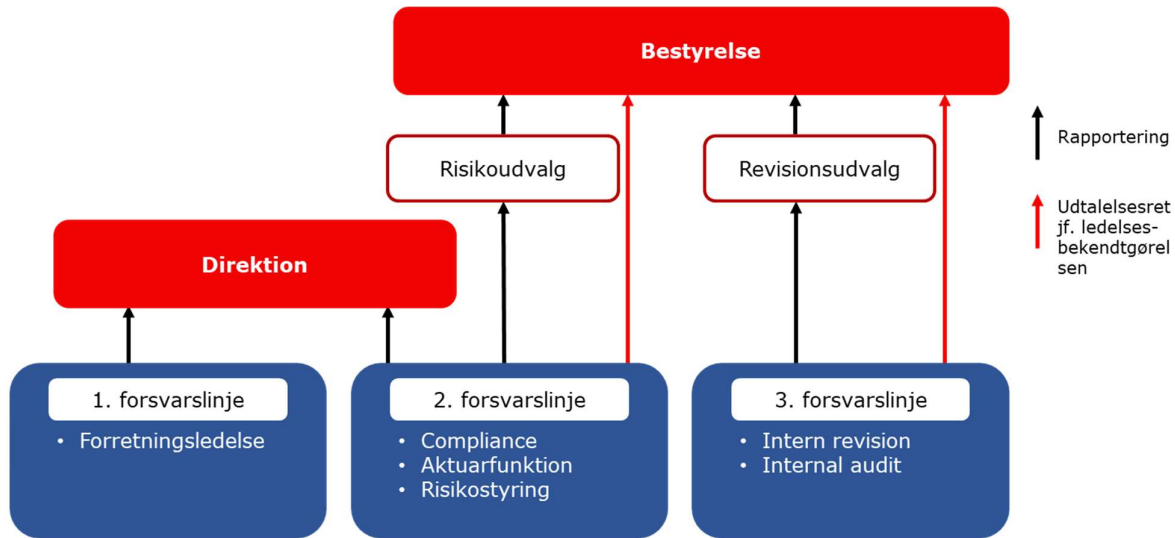 Bestyrelse
Risikoudvalg
Revisionsudvalg
Rapportering
Udtalelsesret
jf. ledelses-
bekendtgørel
sen
Direktion
1. forsvarslinje
• Forretningsledelse
2. forsvarslinje
• Compliance
• Aktuarfunktion
• Risikostyring
3. forsvarslinje
• Intern revision
• Internal audit